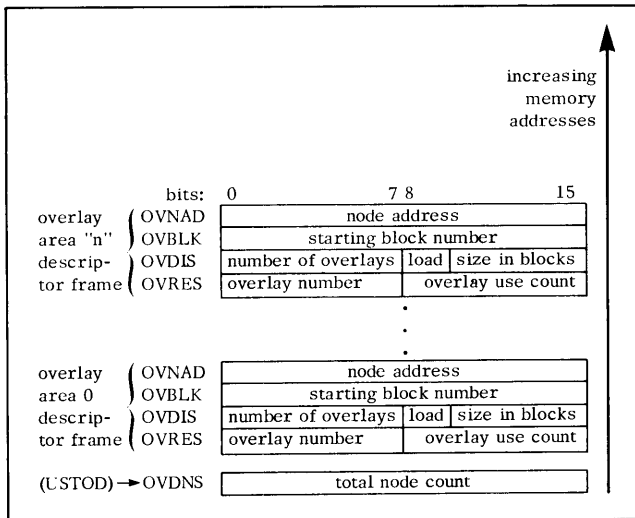 increasing
memory
addresses
bits: 0 7 8 15
overlay OVNAD node address
area "n" OVBLK starting block number
descrip- OVDIS number of overlays load size in blocks
tor frame OVRES overlay number overlay use count
.
.
.
overlay OVNAD node address
area 0 OVBLK starting block number
descrip- OVDIS number of overlays load size in blocks
tor frame OVRES overlay number overlay use count
(USTOD) → OVDNS total node count